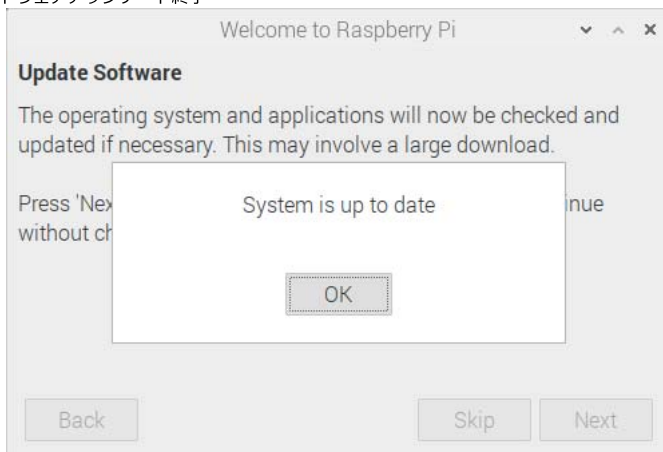 Welcome to Raspberry Pi
Update Software
The operating system and applications will now be checked and
updated if necessary. This may involve a large download.
Press 'Nex
inue
without ch
System is up to date
OK
Back
Skip
Next